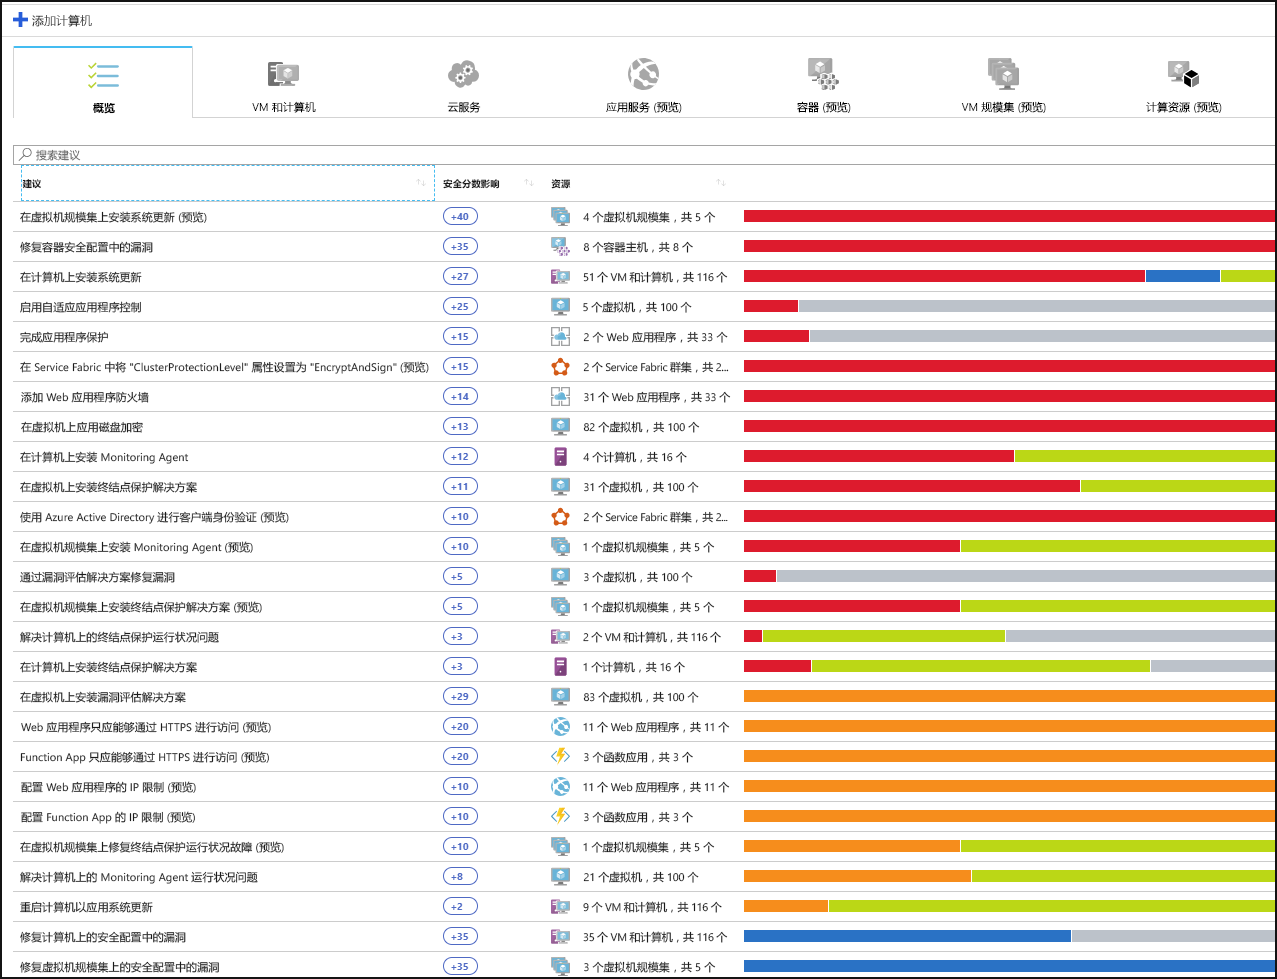 添加计算机
概览
VM 和计算机
云服务
应用服务 (预览)
容器 (预览)
VM 规模集 (预览)
计算资源 (预览)
搜索建议
建议 安全分数影响 资源
在虚拟机规模集上安装系统更新 (预览) +40 4 个虚拟机规模集，共 5 个
修复容器安全配置中的漏洞 +35 8 个容器主机，共 8 个
在计算机上安装系统更新 +27 51 个 VM 和计算机，共 116 个
启用自适应应用程序控制 +25 5 个虚拟机，共 100 个
完成应用程序保护 +15 2 个 Web 应用程序，共 33 个
在 Service Fabric 中将 "ClusterProtectionLevel" 属性设置为 "EncryptAndSign" (预览) +15 2 个 Service Fabric 群集，共 2...
添加 Web 应用程序防火墙 +14 31 个 Web 应用程序，共 33 个
在虚拟机上应用磁盘加密 +13 82 个虚拟机，共 100 个
在计算机上安装 Monitoring Agent +12 4 个计算机，共 16 个
在虚拟机上安装终结点保护解决方案 +11 31 个虚拟机，共 100 个
使用 Azure Active Directory 进行客户端身份验证 (预览) +10 2 个 Service Fabric 群集，共 2...
在虚拟机规模集上安装 Monitoring Agent (预览) +10 1 个虚拟机规模集，共 5 个
通过漏洞评估解决方案修复漏洞 +5 3 个虚拟机，共 100 个
在虚拟机规模集上安装终结点保护解决方案 (预览) +5 1 个虚拟机规模集，共 5 个
解决计算机上的终结点保护运行状况问题 +3 2 个 VM 和计算机，共 116 个
在计算机上安装终结点保护解决方案 +3 1 个计算机，共 16 个
在虚拟机上安装漏洞评估解决方案 +29 83 个虚拟机，共 100 个
Web 应用程序只应能够通过 HTTPS 进行访问 (预览) +20 11 个 Web 应用程序，共 11 个
Function App 只应能够通过 HTTPS 进行访问 (预览) +20 3 个函数应用，共 3 个
配置 Web 应用程序的 IP 限制 (预览) +10 11 个 Web 应用程序，共 11 个
配置 Function App 的 IP 限制 (预览) +10 3 个函数应用，共 3 个
在虚拟机规模集上修复终结点保护运行状况故障 (预览) +10 1 个虚拟机规模集，共 5 个
解决计算机上的 Monitoring Agent 运行状况问题 +8 21 个虚拟机，共 100 个
重启计算机以应用系统更新 +2 9 个 VM 和计算机，共 116 个
修复计算机上的安全配置中的漏洞 +35 35 个 VM 和计算机，共 116 个
修复虚拟机规模集上的安全配置中的漏洞 +35 3 个虚拟机规模集，共 5 个